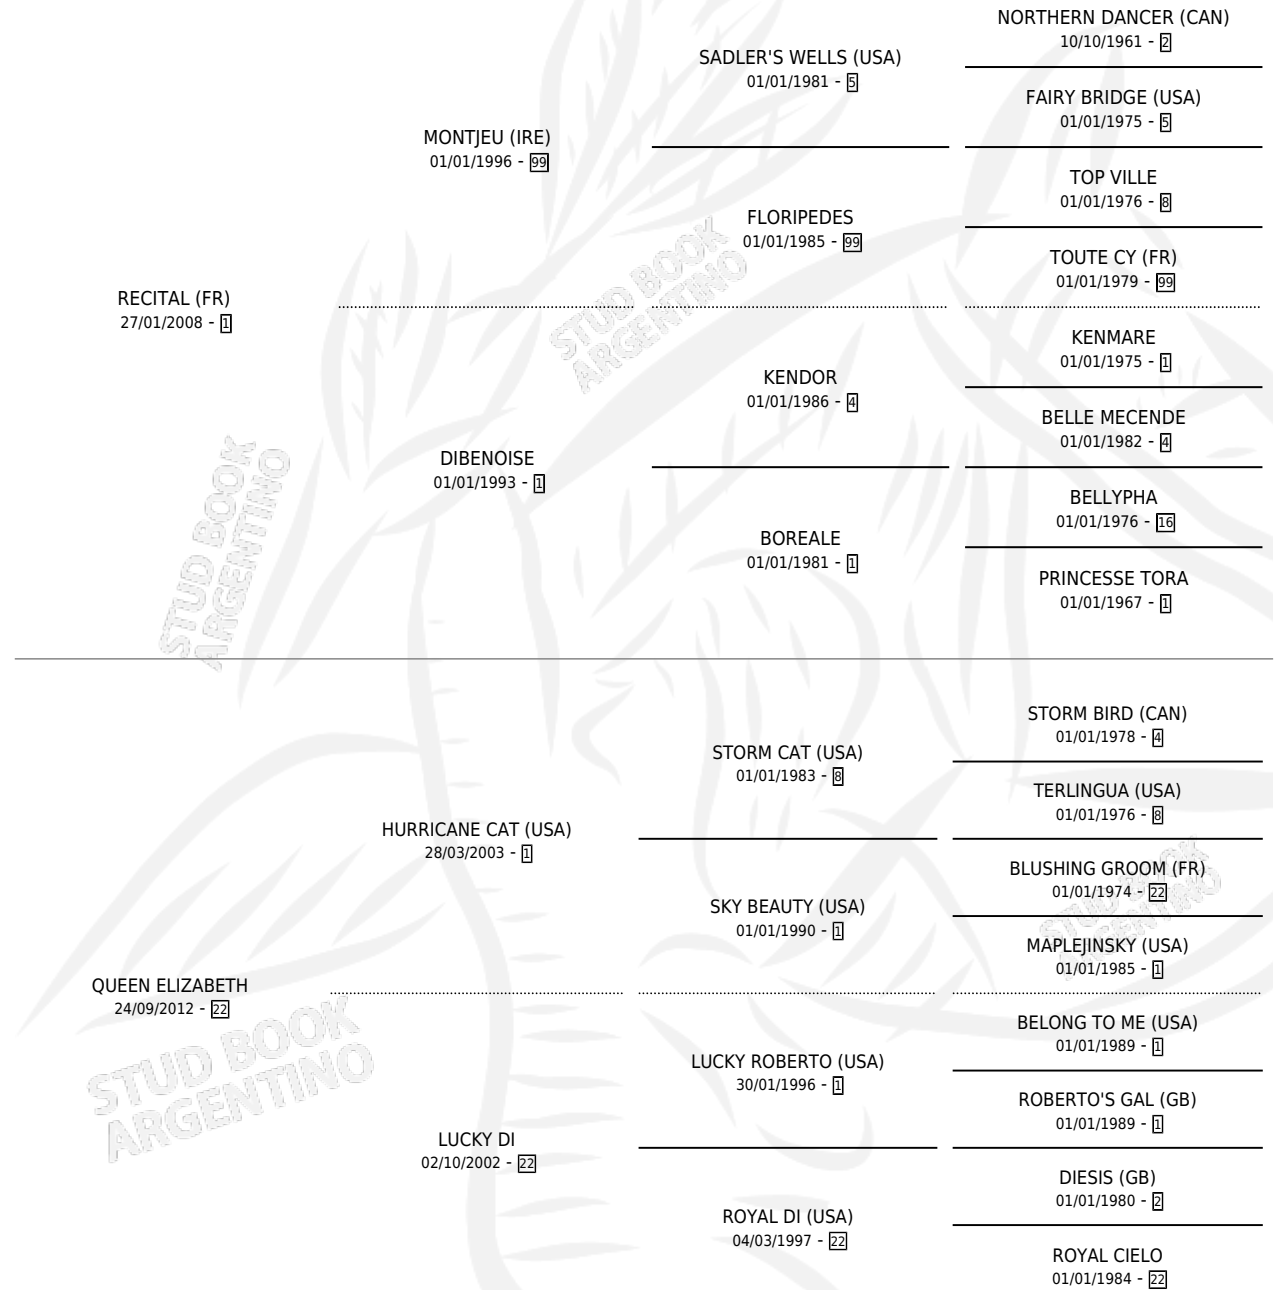 NORTHERN DANCER (CAN)
10/10/1961 - 2
SADLER'S WELLS (USA)
01/01/1981 - 5
FAIRY BRIDGE (USA)
01/01/1975 - 5
MONTJEU (IRE)
01/01/1996 - 99
TOP VILLE
01/01/1976 - 8
FLORIPEDES
01/01/1985 - 99
TOUTE CY (FR)
01/01/1979 - 99
RECITAL (FR)
27/01/2008 - 1
KENMARE
01/01/1975 - 1
KENDOR
01/01/1986 - 4
BELLE MECENDE
01/01/1982 - 4
DIBENOISE
01/01/1993 - 1
BELLYPHA
01/01/1976 - 16
BOREALE
01/01/1981 - 1
PRINCESSE TORA
01/01/1967 - 1
STORM BIRD (CAN)
01/01/1978 - 4
STORM CAT (USA)
01/01/1983 - 8
TERLINGUA (USA)
01/01/1976 - 8
HURRICANE CAT (USA)
28/03/2003 - 1
BLUSHING GROOM (FR)
01/01/1974 - 22
SKY BEAUTY (USA)
01/01/1990 - 1
MAPLEJINSKY (USA)
01/01/1985 - 1
QUEEN ELIZABETH
24/09/2012 - 22
BELONG TO ME (USA)
01/01/1989 - 1
LUCKY ROBERTO (USA)
30/01/1996 - 1
ROBERTO'S GAL (GB)
01/01/1989 - 1
LUCKY DI
02/10/2002 - 22
DIESIS (GB)
01/01/1980 - 2
ROYAL DI (USA)
04/03/1997 - 22
ROYAL CIELO
01/01/1984 - 22
STUD BOOK
ARGENTINO
STUD BOOK
ARGENTINO
STUD BOOK
ARGENTINO
STUD BOOK
ARGENTINO